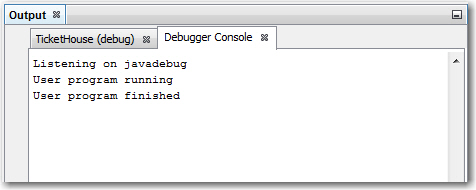 Output
TicketHouse (debug) Debugger Console
Listening on javadebug
User program running
User program finished